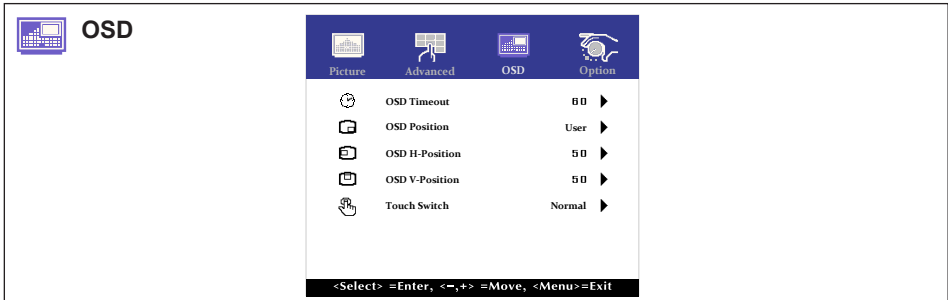 OSD
Picture Advanced OSD Option
OSD Timeout 60
OSD Position User
OSD H-Position 50
OSD V-Position 50
Touch Switch Normal
<Select> =Enter, <−,+> =Move, <Menu>=Exit